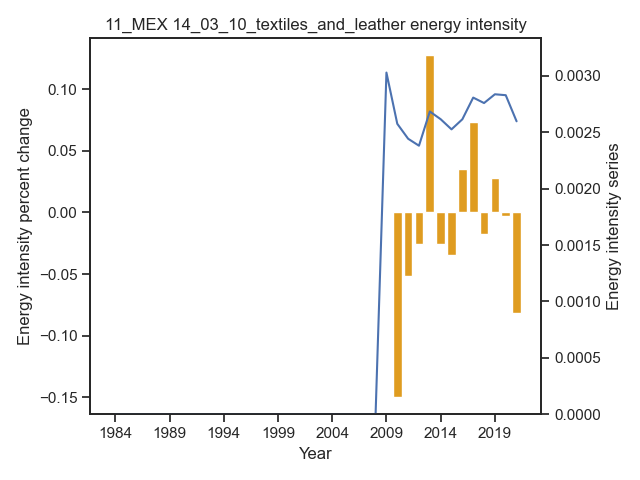 11_MEX 14_03_10_textiles_and_leather energy intensity
Energy intensity percent change
0.10
0.05
0.00
−0.05
−0.10
−0.15
0.0030
0.0025
0.0020
0.0015
0.0010
0.0005
0.0000
Energy intensity series
1984 1989 1994 1999 2004 2009 2014 2019
Year